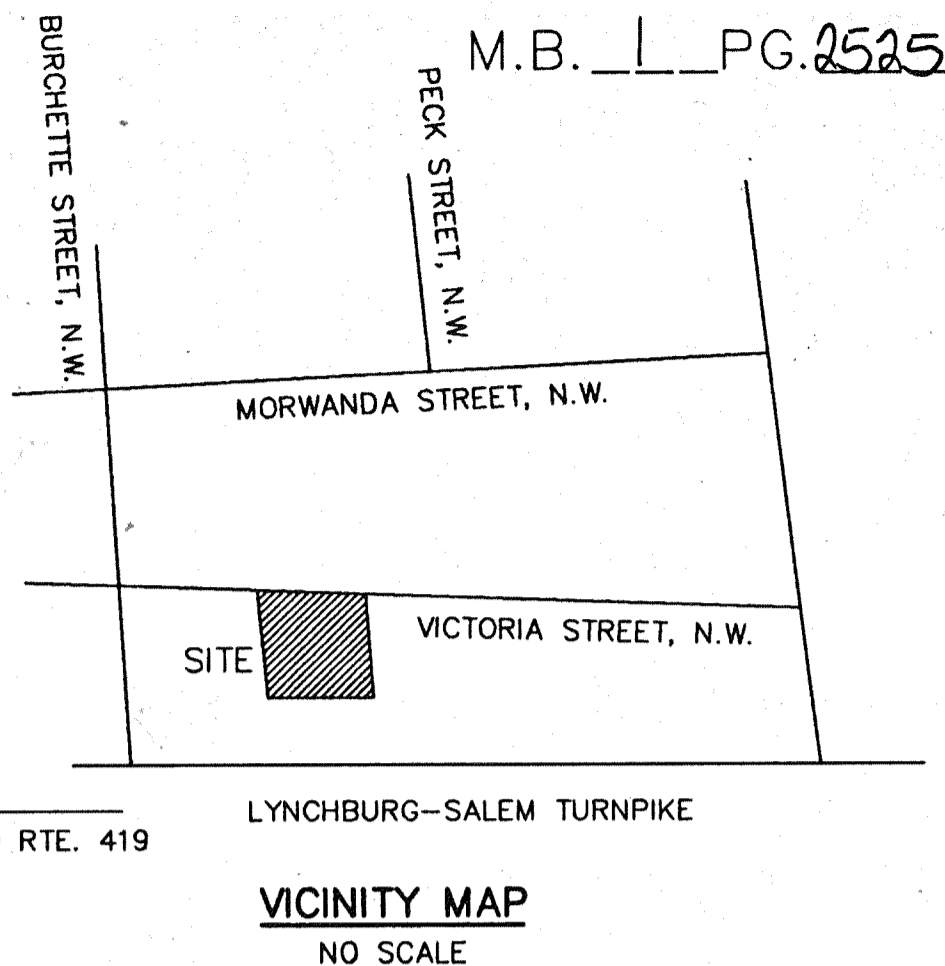 M.B. 1 PG. 2525
BURCHETTE STREET, N.W.
PECK STREET, N.W.
MORWANDA STREET, N.W.
VICTORIA STREET, N.W.
SITE
LYNCHBURG-SALEM TURNPIKE
RTE. 419
VICINITY MAP
NO SCALE